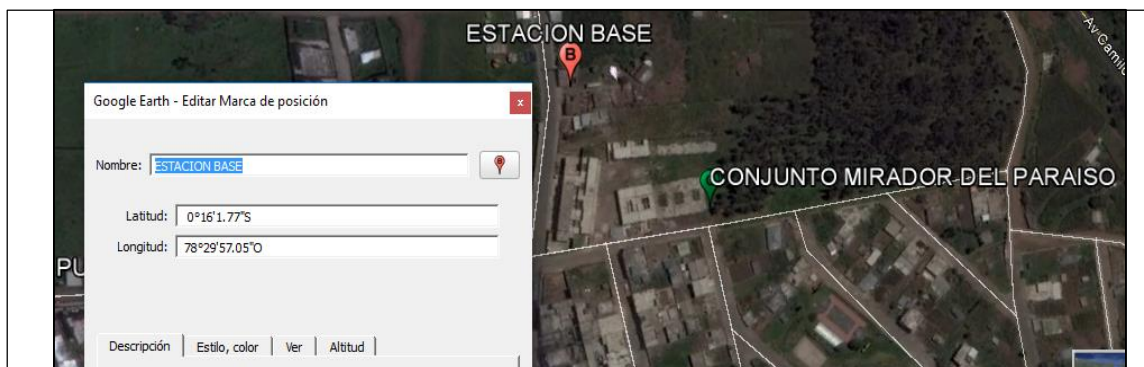 ESTACION BASE
B
Av Camilo
Google Earth - Editar Marca de posición
x
Nombre: ESTACION BASE
Latitud: 0°16'1.77"S
Longitud: 78°29'57.05"O
CONJUNTO MIRADOR DEL PARAISO
PU
Descripción Estilo, color Ver Altitud